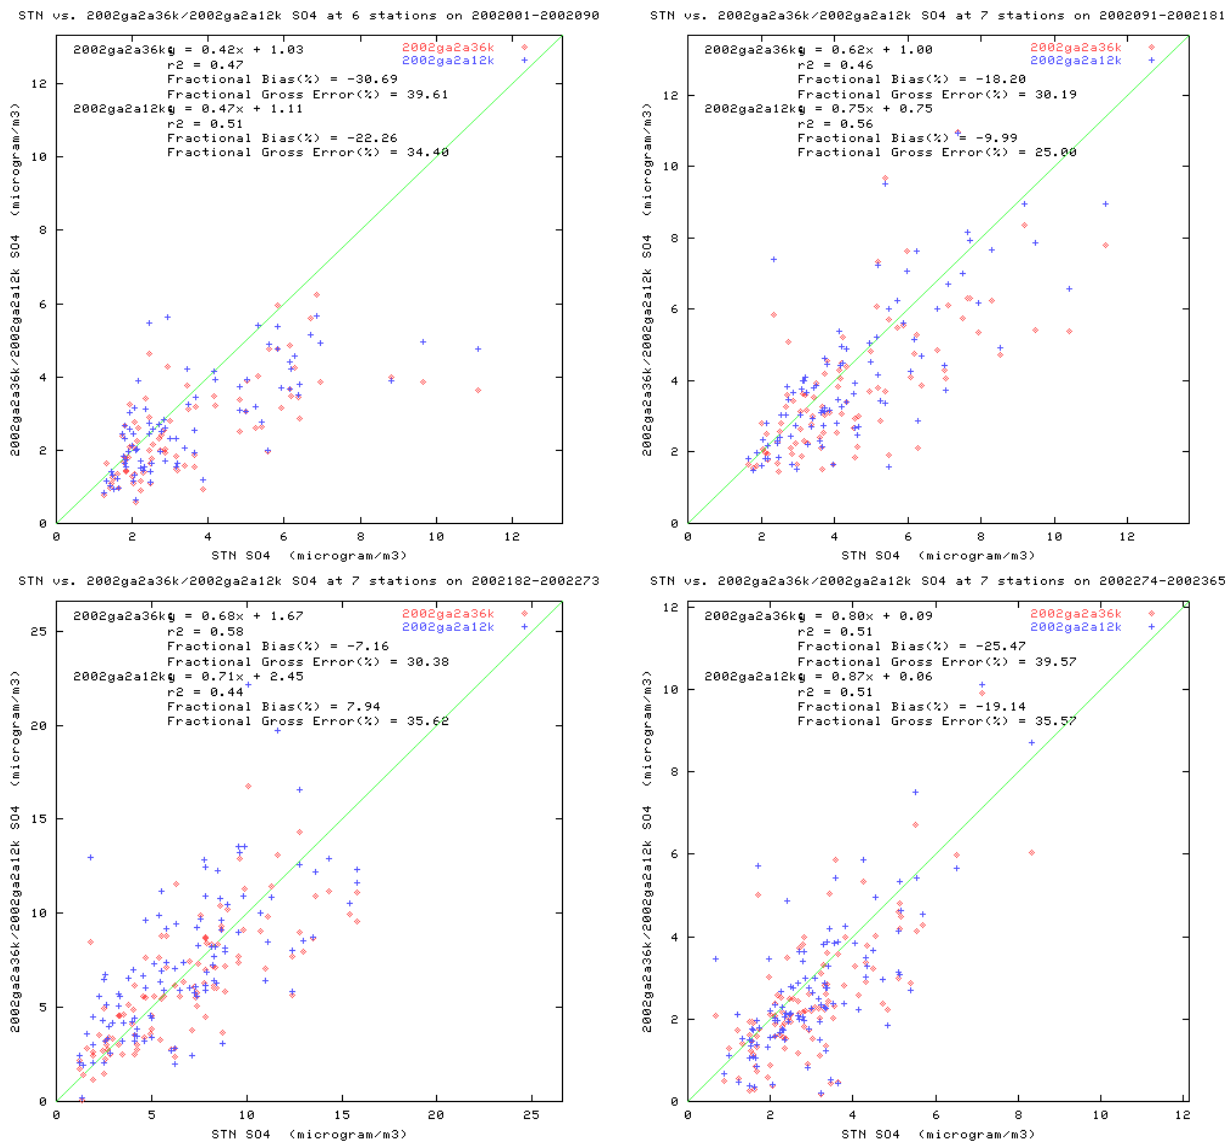 STN vs. 2002ga2a36k/2002ga2a12k SO4 at 6 stations on 2002001-2002090
2002ga2a36k y = 0.42x + 1.03
r2 = 0.47
Fractional Bias(%) = -30.69
Fractional Gross Error(%) = 39.61
2002ga2a12k y = 0.47x + 1.11
r2 = 0.51
Fractional Bias(%) = -22.26
Fractional Gross Error(%) = 34.40
2002ga2a36k
2002ga2a12k
2002ga2a36k/2002ga2a12k SO4 (microgram/m3)
12
10
8
6
4
2
0
0 2 4 6 8 10 12
STN SO4 (microgram/m3)
STN vs. 2002ga2a36k/2002ga2a12k SO4 at 7 stations on 2002091-2002181
2002ga2a36k y = 0.62x + 1.00
r2 = 0.46
Fractional Bias(%) = -18.20
Fractional Gross Error(%) = 30.19
2002ga2a12k y = 0.75x + 0.75
r2 = 0.56
Fractional Bias(%) = -9.99
Fractional Gross Error(%) = 25.00
2002ga2a36k
2002ga2a12k
2002ga2a36k/2002ga2a12k SO4 (microgram/m3)
12
10
8
6
4
2
0
0 2 4 6 8 10 12
STN SO4 (microgram/m3)
STN vs. 2002ga2a36k/2002ga2a12k SO4 at 7 stations on 2002182-2002273
2002ga2a36k y = 0.68x + 1.67
r2 = 0.58
Fractional Bias(%) = -7.16
Fractional Gross Error(%) = 30.38
2002ga2a12k y = 0.71x + 2.45
r2 = 0.44
Fractional Bias(%) = 7.94
Fractional Gross Error(%) = 35.62
2002ga2a36k
2002ga2a12k
2002ga2a36k/2002ga2a12k SO4 (microgram/m3)
25
20
15
10
5
0
0 5 10 15 20 25
STN SO4 (microgram/m3)
STN vs. 2002ga2a36k/2002ga2a12k SO4 at 7 stations on 2002274-2002365
2002ga2a36k y = 0.80x + 0.09
r2 = 0.51
Fractional Bias(%) = -25.47
Fractional Gross Error(%) = 39.57
2002ga2a12k y = 0.87x + 0.06
r2 = 0.51
Fractional Bias(%) = -19.14
Fractional Gross Error(%) = 35.57
2002ga2a36k
2002ga2a12k
2002ga2a36k/2002ga2a12k SO4 (microgram/m3)
12
10
8
6
4
2
0
0 2 4 6 8 10 12
STN SO4 (microgram/m3)